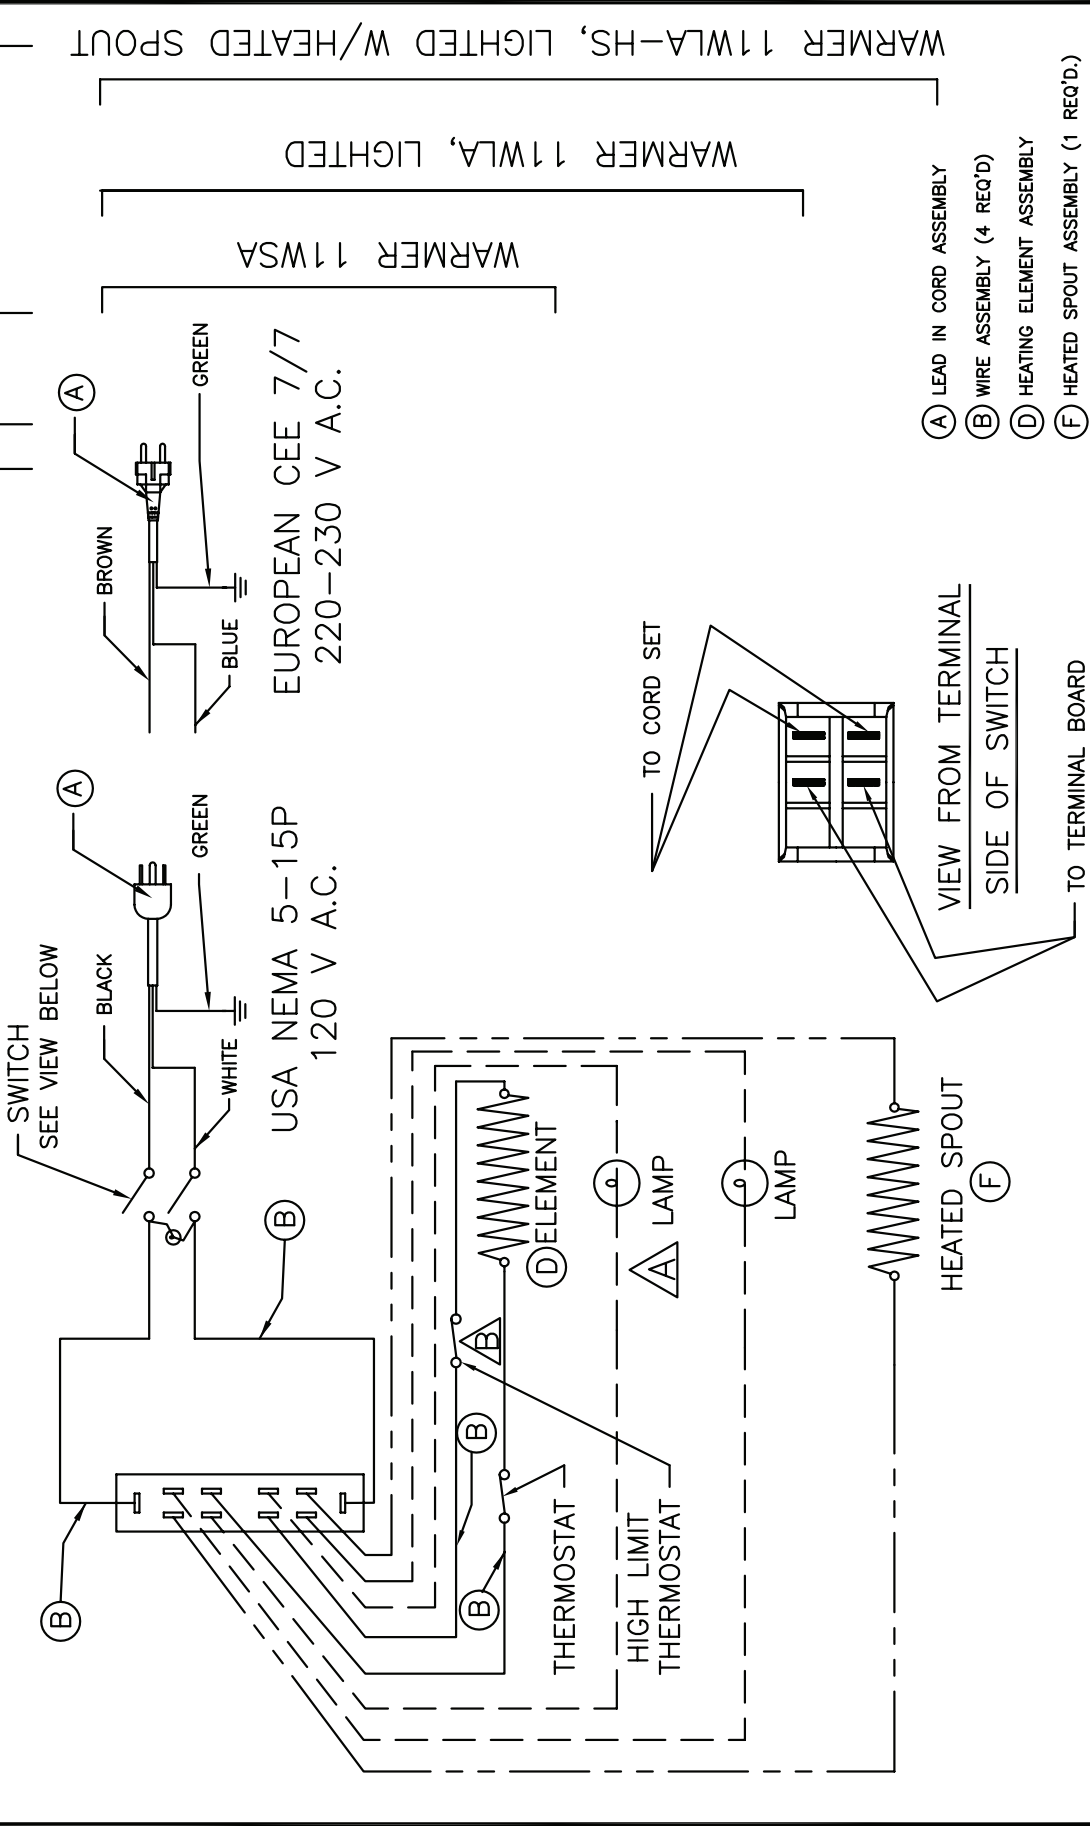 WARMER 11WLA-HS, LIGHTED W/HEATED SPOUT
WARMER 11WLA, LIGHTED
WARMER 11WSA
SWITCH
SEE VIEW BELOW
BLACK
A
GREEN
WHITE
USA NEMA 5-15P
120 V A.C.
BROWN
A
GREEN
BLUE
EUROPEAN CEE 7/7
220-230 V A.C.
B
B
B
B
THERMOSTAT
HIGH LIMIT
THERMOSTAT
B
D ELEMENT
LAMP
A
LAMP
HEATED SPOUT
F
TO CORD SET
VIEW FROM TERMINAL
SIDE OF SWITCH
TO TERMINAL BOARD
A LEAD IN CORD ASSEMBLY
B WIRE ASSEMBLY (4 REQ'D)
D HEATING ELEMENT ASSEMBLY
F HEATED SPOUT ASSEMBLY (1 REQ'D.)